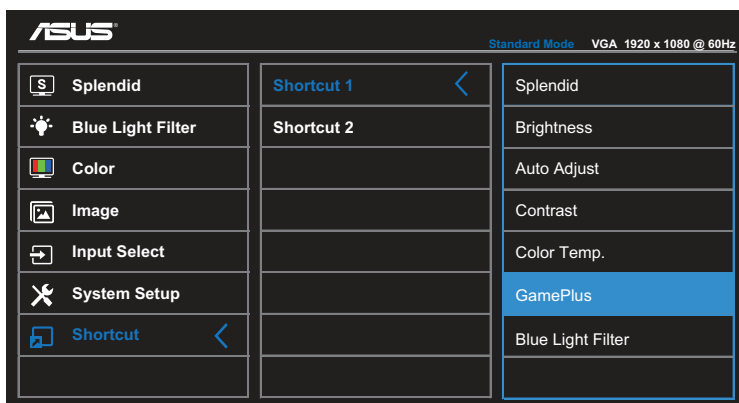 ASUS
Standard Mode VGA 1920 x 1080 @ 60Hz
S Splendid
Blue Light Filter
Color
Image
Input Select
System Setup
Shortcut
Shortcut 1
Shortcut 2
Splendid
Brightness
Auto Adjust
Contrast
Color Temp.
GamePlus
Blue Light Filter